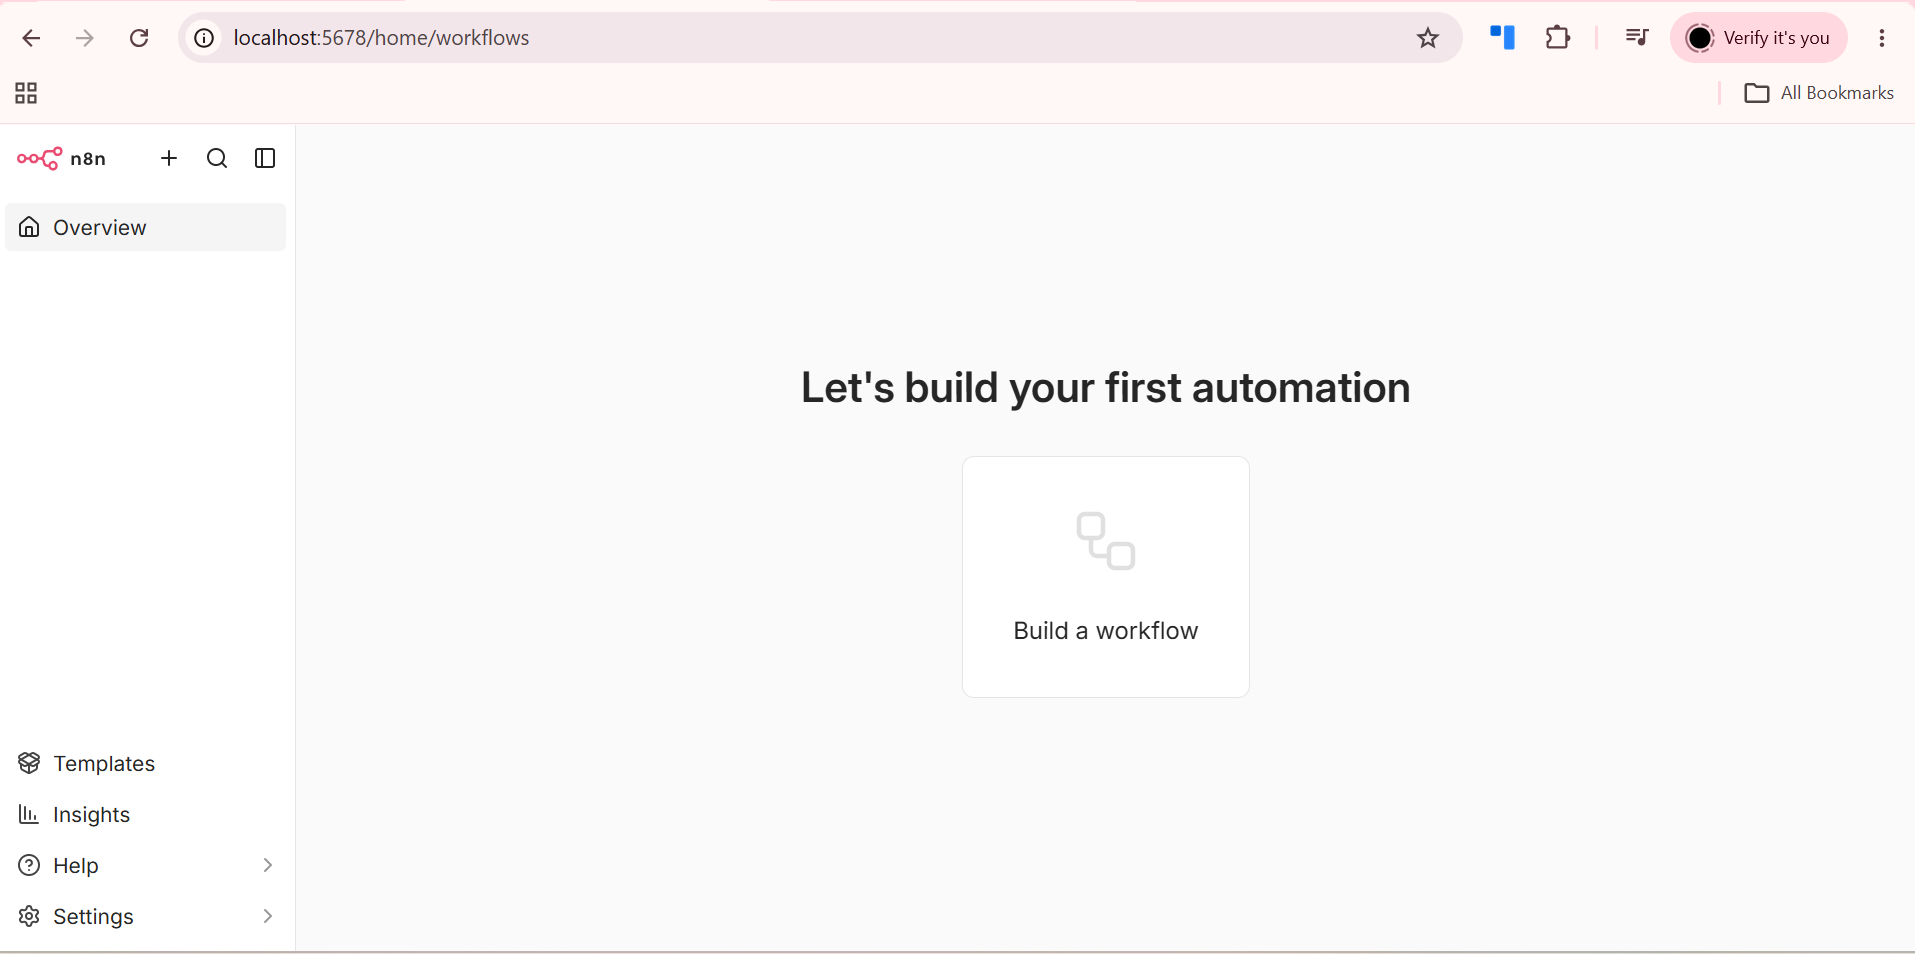 localhost:5678/home/workflows
Verify it's you
All Bookmarks
n8n
Overview
Let's build your first automation
Build a workflow
Templates
Insights
Help
Settings